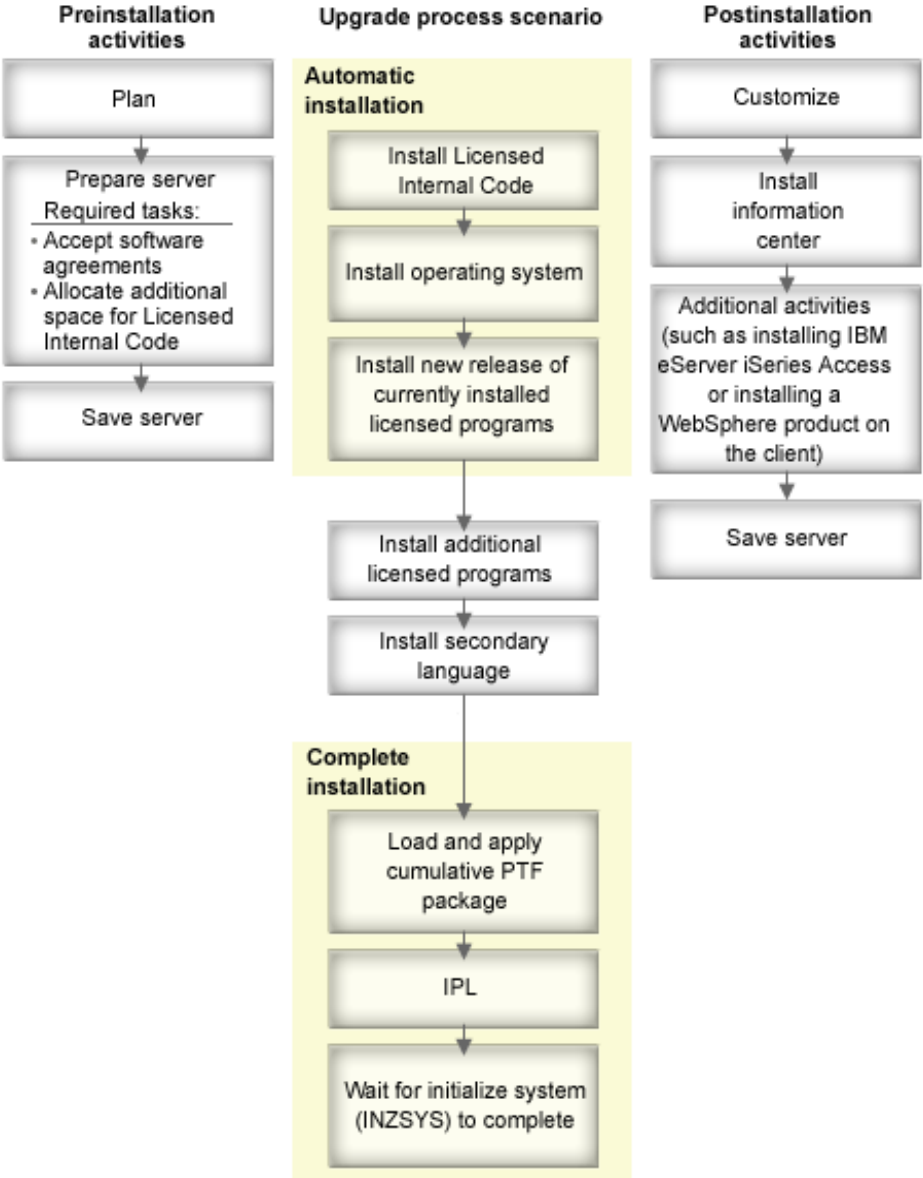 Preinstallation
activities
Plan
Prepare server
Required tasks:
• Accept software
agreements
• Allocate additional
space for Licensed
Internal Code
Save server
Upgrade process scenario
Automatic
installation
Install Licensed
Internal Code
Install operating system
Install new release of
currently installed
licensed programs
Install additional
licensed programs
Install secondary
language
Complete
installation
Load and apply
cumulative PTF
package
IPL
Wait for initialize system
(INZSYS) to complete
Postinstallation
activities
Customize
Install
information
center
Additional activities
(such as installing IBM
eServer iSeries Access
or installing a
WebSphere product on
the client)
Save server